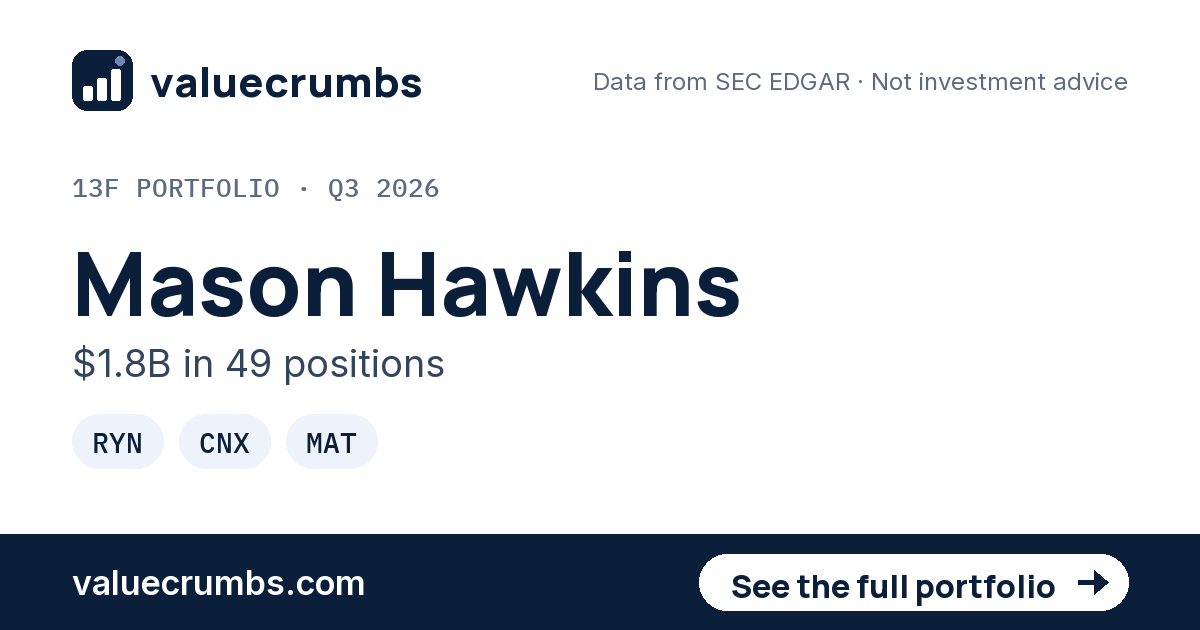 valuecrumbs
Data from SEC EDGAR · Not investment advice
13F PORTFOLIO · Q3 2026
Mason Hawkins
$1.8B in 49 positions
RYN CNX MAT
valuecrumbs.com
See the full portfolio →